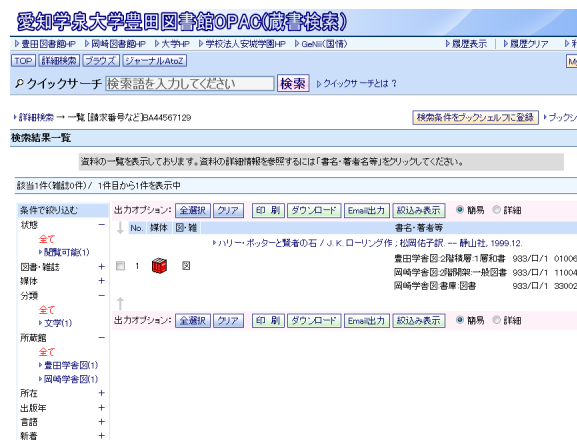 愛知学泉大学豊田図書館OPAC(蔵書検索)
豊田図書館HP 岡崎図書館HP 大学HP 学校法人安城学園HP GeNii(国情) 履歴表示 | 履歴クリア
TOP 詳細検索 ブラウズ ジャーナルAtoZ
クイックサーチ 検索語を入力してください 検索 クイックサーチとは？
詳細検索 → 一覧 [請求番号など]BA44567129 検索条件をブックシェルフに登録
検索結果一覧
資料の一覧を表示しております。資料の詳細情報を参照するには「書名・著者名等」をクリックしてください。
該当1件(雑誌0件) / 1件目から1件を表示中
条件で絞り込む
状態 −
全て
閲覧可能(1)
図書・雑誌 +
媒体 +
分類 −
全て
文学(1)
所蔵館 −
全て
豊田学舎図(1)
岡崎学舎図(1)
所在 +
出版年 +
言語 +
新着 +
出力オプション: 全選択 クリア 印 刷 ダウンロード Email出力 絞込み表示 簡易 詳細
No. 媒体 図・雑 書名・著者等
ハリー・ポッターと賢者の石 / J. K. ローリング作 ; 松岡佑子訳. -- 静山社, 1999.12.
1 図
豊田学舎図:2階積層:1層和書 933/ロ/1 01006
岡崎学舎図:2階開架:一般図書 933/ロ/1 11004
岡崎学舎図:書庫:図書 933/ロ/1 33002
出力オプション: 全選択 クリア 印 刷 ダウンロード Email出力 絞込み表示 簡易 詳細